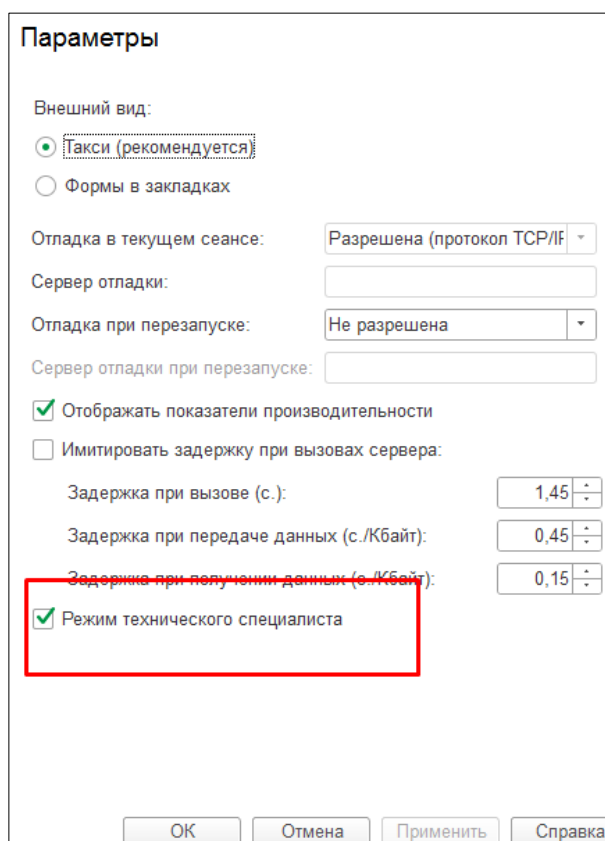 Параметры
Внешний вид:
Такси (рекомендуется)
Формы в закладках
Отладка в текущем сеансе: Разрешена (протокол TCP/IF
Сервер отладки:
Отладка при перезапуске: Не разрешена
Сервер отладки при перезапуске:
Отображать показатели производительности
Имитировать задержку при вызовах сервера:
Задержка при вызове (с.): 1,45
Задержка при передаче данных (с./Кбайт): 0,45
Задержка при получении данных (с./Кбайт): 0,15
Режим технического специалиста
ОК Отмена Применить Справка